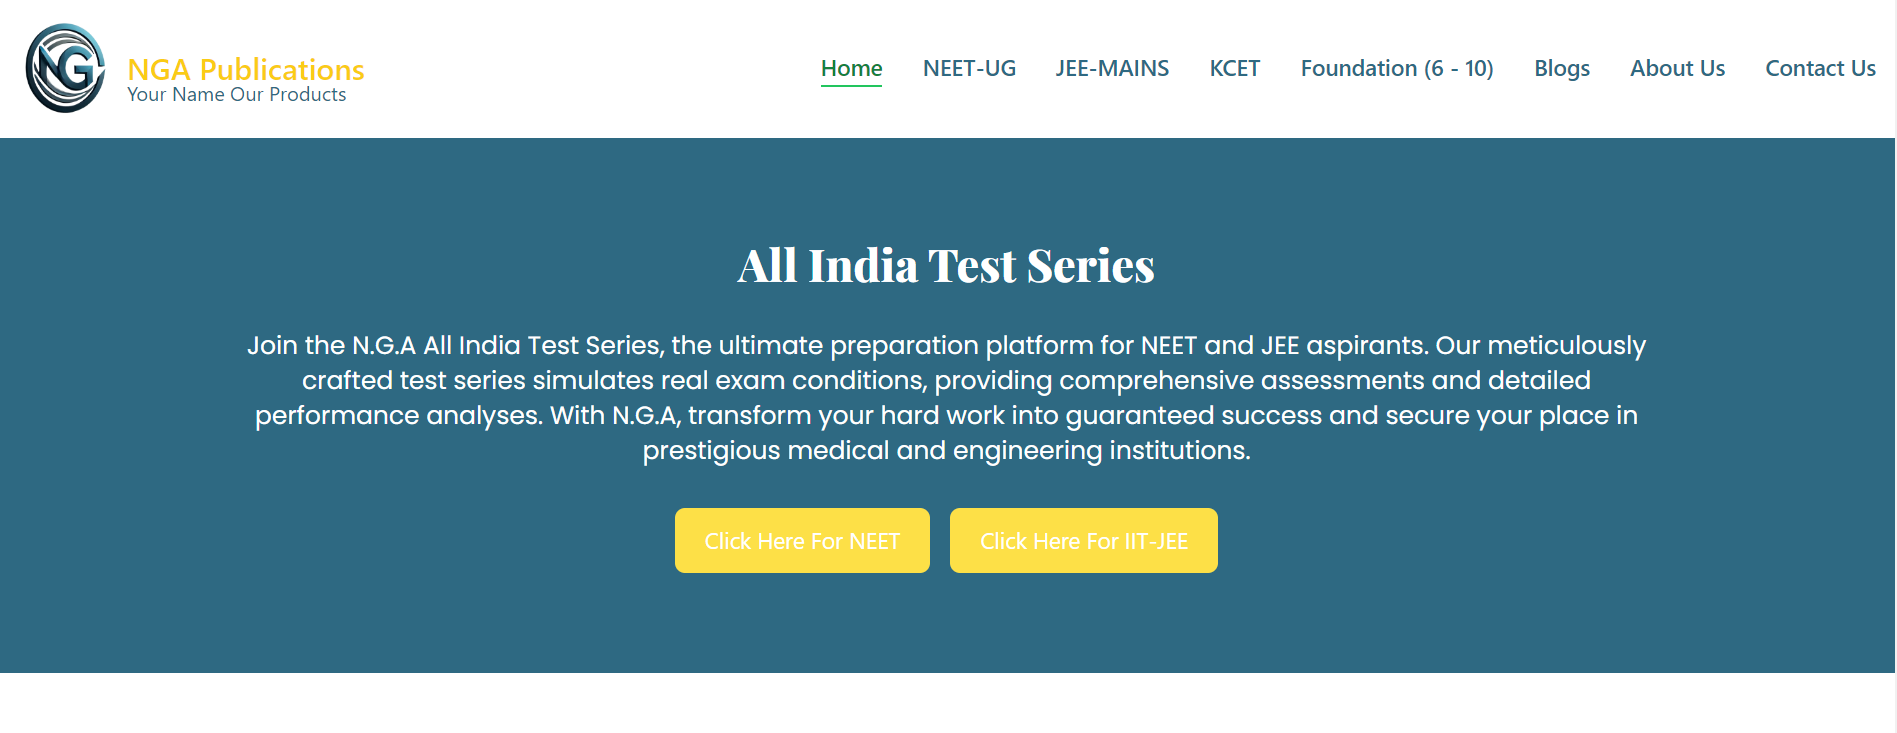 NG
NGA Publications
Your Name Our Products
Home NEET-UG JEE-MAINS KCET Foundation (6 - 10) Blogs About Us Contact Us
All India Test Series
Join the N.G.A All India Test Series, the ultimate preparation platform for NEET and JEE aspirants. Our meticulously
crafted test series simulates real exam conditions, providing comprehensive assessments and detailed
performance analyses. With N.G.A, transform your hard work into guaranteed success and secure your place in
prestigious medical and engineering institutions.
Click Here For NEET Click Here For IIT-JEE